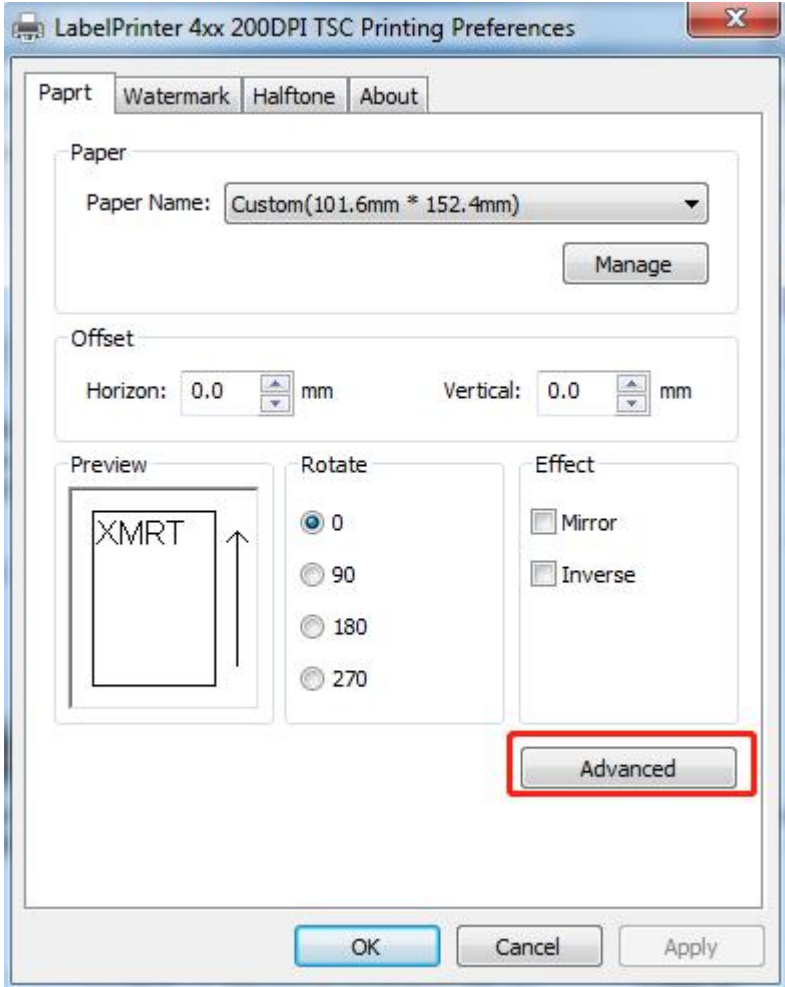 LabelPrinter 4xx 200DPI TSC Printing Preferences
Paprt Watermark Halftone About
Paper
Paper Name: Custom(101.6mm * 152.4mm)
Manage
Offset
Horizon: 0.0 mm Vertical: 0.0 mm
Preview Rotate Effect
XMRT 0 Mirror
90 Inverse
180
270
Advanced
OK Cancel Apply